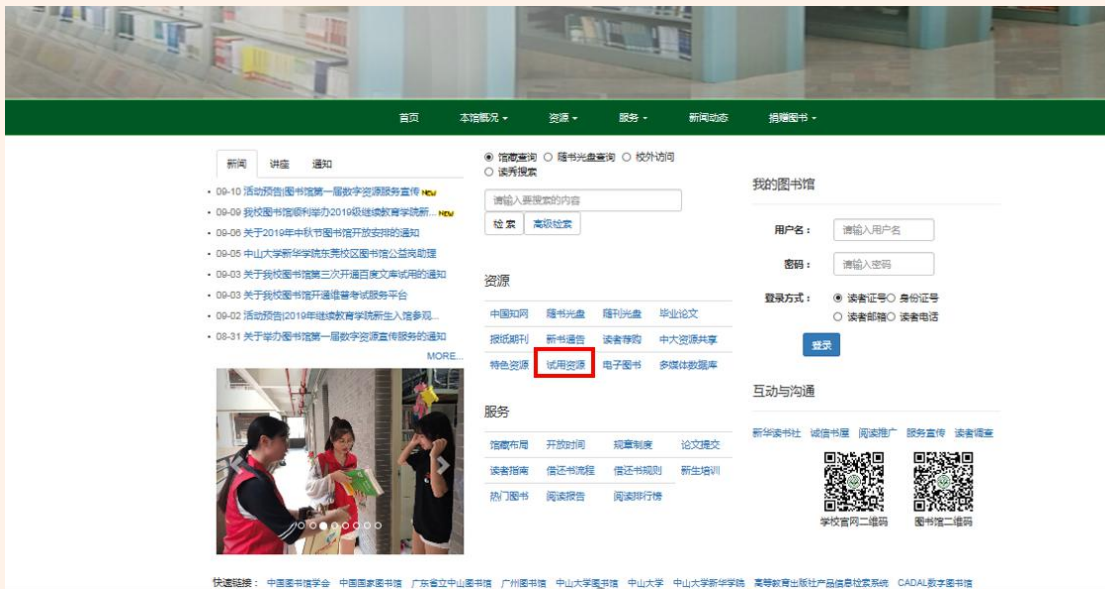 首页 本馆概况 资源 服务 新闻动态 捐赠图书
新闻 讲座 通知
09-10 活动预告|图书馆第一届数字资源服务宣传 NEW
09-09 我校图书馆顺利举办2019级继续教育学院新... NEW
09-06 关于2019年中秋节图书馆开放安排的通知
09-05 中山大学新华学院东莞校区图书馆公益岗助理
09-03 关于我校图书馆第三次开通百度文库试用的通知
09-03 关于我校图书馆开通维普考试服务平台
09-02 活动预告|2019年继续教育学院新生入馆参观...
08-31 关于举办图书馆第一届数字资源宣传服务的通知
MORE...
馆藏查询 随书光盘查询 校外访问
读秀搜索
请输入要搜索的内容
检索 高级检索
资源
中国知网 随书光盘 随刊光盘 毕业论文
报纸期刊 新书通告 读者荐购 中大资源共享
特色资源 试用资源 电子图书 多媒体数据库
服务
馆藏布局 开放时间 规章制度 论文提交
读者指南 借还书流程 借还书规则 新生培训
热门图书 阅读报告 阅读排行榜
我的图书馆
用户名： 请输入用户名
密码： 请输入密码
登录方式： 读者证号 身份证号
读者邮箱 读者电话
登录
互动与沟通
新华读书社 诚信书屋 阅读推广 服务宣传 读者调查
学校官网二维码 图书馆二维码
快速链接： 中国图书馆学会 中国国家图书馆 广东省立中山图书馆 广州图书馆 中山大学图书馆 中山大学 中山大学新华学院 高等教育出版社产品信息检索系统 CADAL数字图书馆